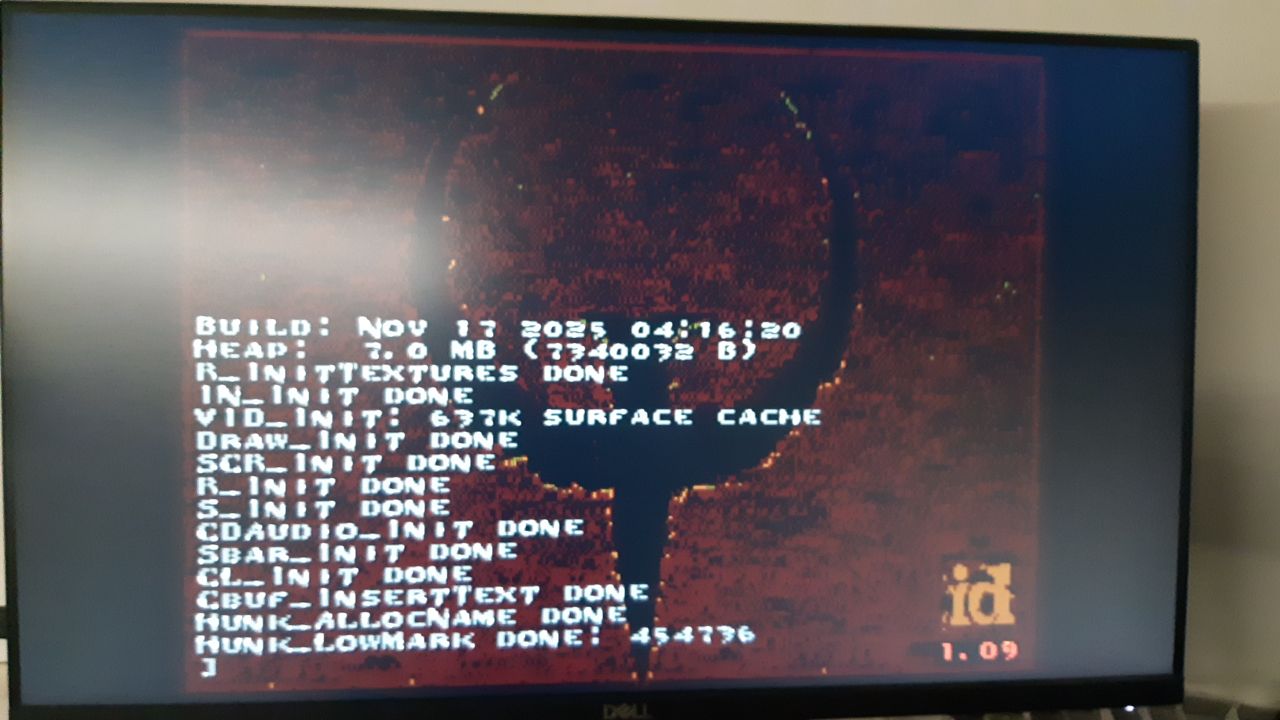 BUILD: NOV 17 2025 04:16:20
HEAP: 7.0 MB (7340032 B)
R_INITTEXTURES DONE
IN_INIT DONE
VID_INIT: 637K SURFACE CACHE
DRAW_INIT DONE
SCR_INIT DONE
R_INIT DONE
S_INIT DONE
CDAUDIO_INIT DONE
SBAR_INIT DONE
CL_INIT DONE
CBUF_INSERTTEXT DONE
HUNK_ALLOCNAME DONE
HUNK_LOWMARK DONE: 454736
]
id
1.09
DELL